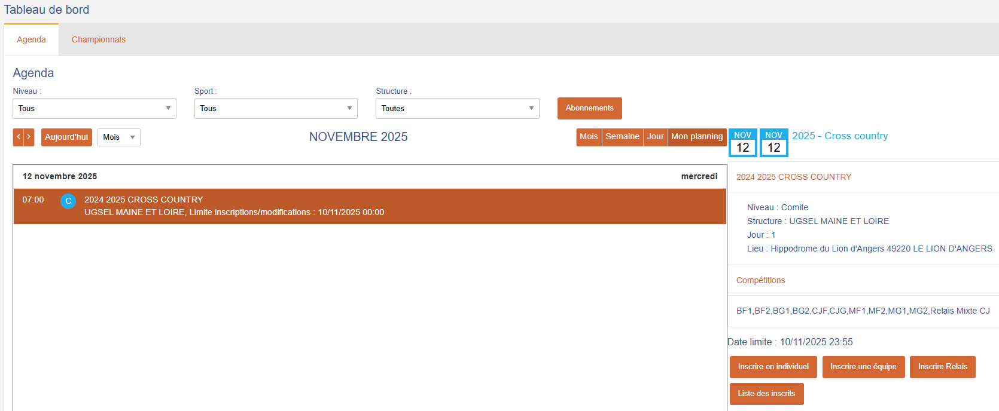 Tableau de bord
Agenda
Championnats
Agenda
Niveau :
Sport :
Structure :
Tous
Tous
Toutes
Abonnements
< >
Aujourd'hui
Mois
NOVEMBRE 2025
Mois
Semaine
Jour
Mon planning
NOV
12
NOV
12
2025 - Cross country
12 novembre 2025
mercredi
07:00
C
2024 2025 CROSS COUNTRY
UGSEL MAINE ET LOIRE, Limite inscriptions/modifications : 10/11/2025 00:00
2024 2025 CROSS COUNTRY
Niveau : Comite
Structure : UGSEL MAINE ET LOIRE
Jour : 1
Lieu : Hippodrome du Lion d'Angers 49220 LE LION D'ANGERS
Compétitions
BF1,BF2,BG1,BG2,CJF,CJG,MF1,MF2,MG1,MG2,Relais Mixte CJ
Date limite : 10/11/2025 23:55
Inscrire en individuel
Inscrire une équipe
Inscrire Relais
Liste des inscrits